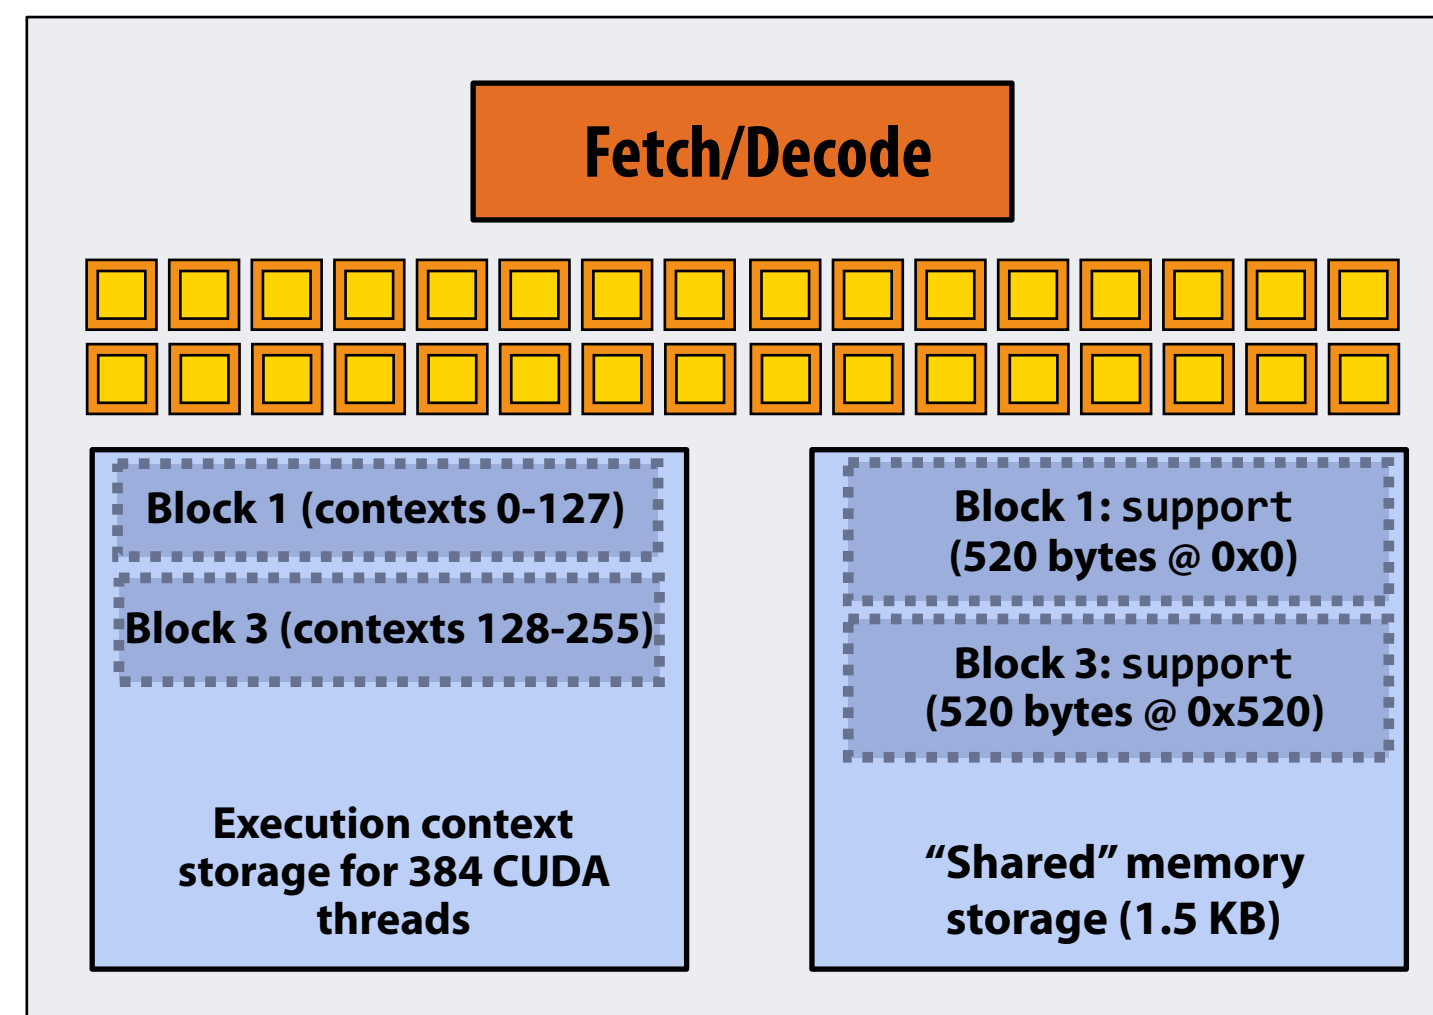 Fetch/Decode
Block 1 (contexts 0-127)
Block 3 (contexts 128-255)
Execution context
storage for 384 CUDA
threads
Block 1: support
(520 bytes @ 0x0)
Block 3: support
(520 bytes @ 0x520)
“Shared” memory
storage (1.5 KB)